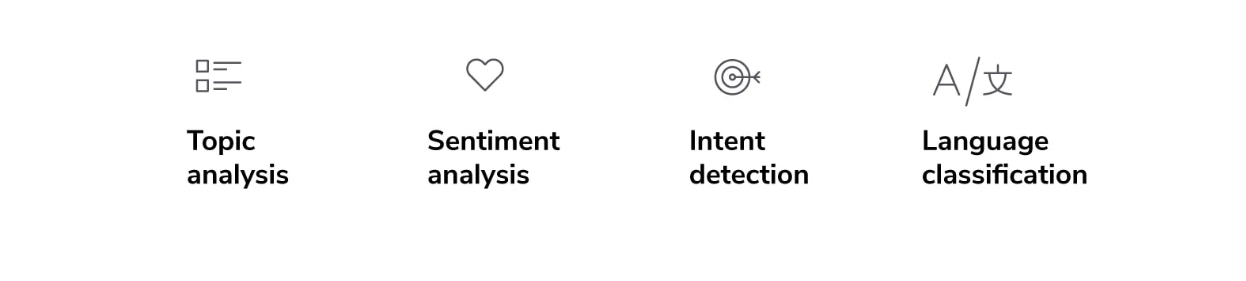 A/文
Topic
analysis
Sentiment
analysis
Intent
detection
Language
classification